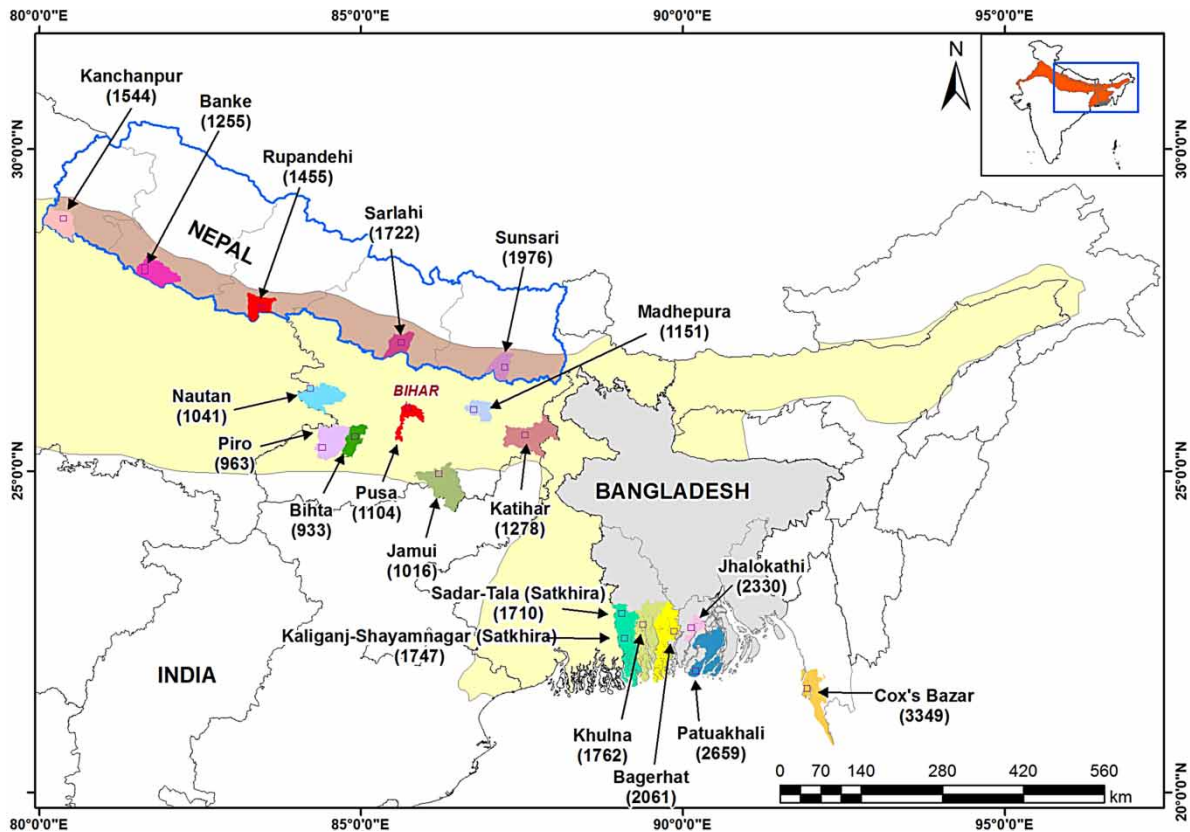 80°0'0"E
85°0'0"E
90°0'0"E
95°0'0"E
N
Kanchanpur
(1544)
Banke
(1255)
30°0'0"N
30°0'0"N
Rupandehi
(1455)
Sarlahi
(1722)
NEPAL
Sunsari
(1976)
Madhepura
(1151)
BIHAR
Nautan
(1041)
Piro
(963)
25°0'0"N
25°0'0"N
Bihta
(933)
Pusa
(1104)
Katihar
(1278)
BANGLADESH
Jamui
(1016)
Jhalokathi
(2330)
Sadar-Tala (Satkhira)
(1710)
Kaliganj-Shayamnagar (Satkhira)
(1747)
INDIA
Cox's Bazar
(3349)
Khulna
(1762)
Patuakhali
(2659)
Bagerhat
(2061)
0 70 140 280 420 560
km
20°0'0"N
80°0'0"E
85°0'0"E
90°0'0"E
95°0'0"E